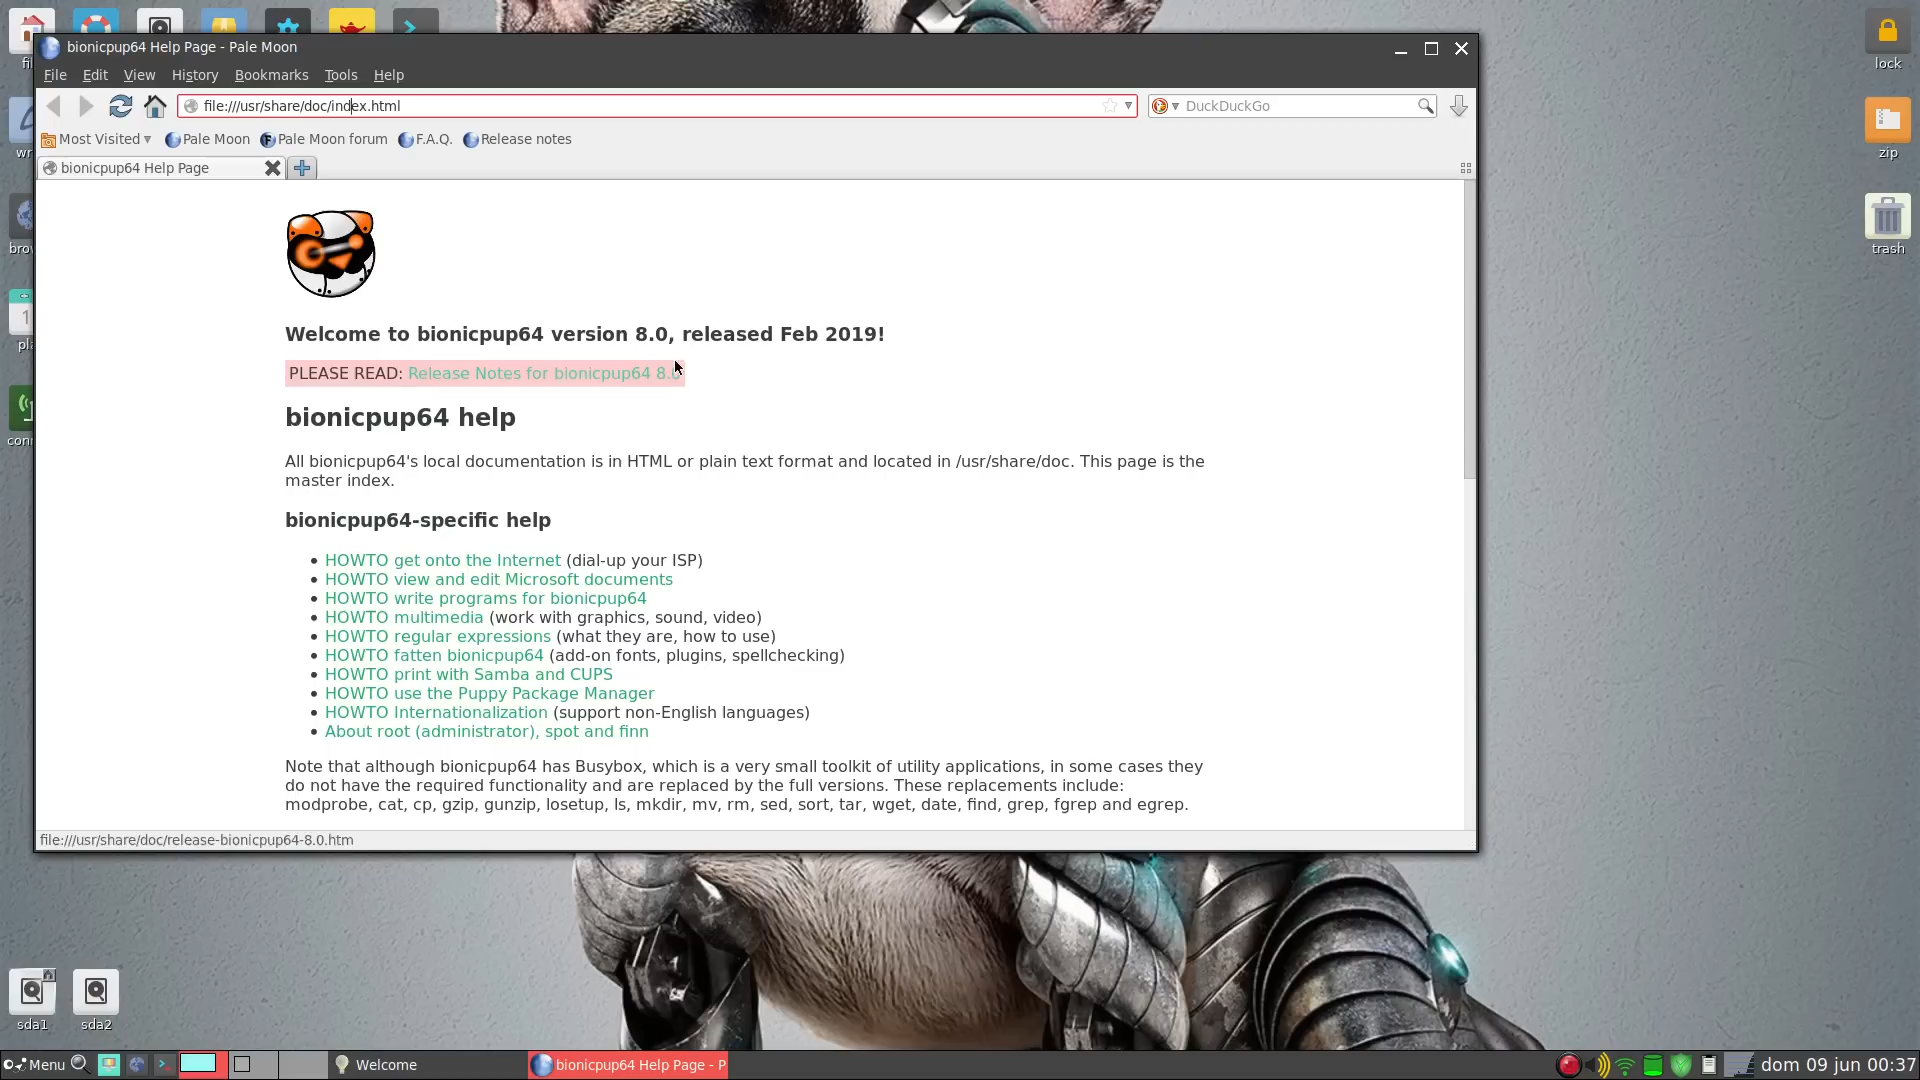 bionicpup64 Help Page - Pale Moon
File Edit View History Bookmarks Tools Help
file:///usr/share/doc/index.html
DuckDuckGo
Most Visited
Pale Moon
Pale Moon forum
F.A.Q.
Release notes
bionicpup64 Help Page
Welcome to bionicpup64 version 8.0, released Feb 2019!
PLEASE READ: Release Notes for bionicpup64 8.0
bionicpup64 help
All bionicpup64's local documentation is in HTML or plain text format and located in /usr/share/doc. This page is the
master index.
bionicpup64-specific help
• HOWTO get onto the Internet (dial-up your ISP)
• HOWTO view and edit Microsoft documents
• HOWTO write programs for bionicpup64
• HOWTO multimedia (work with graphics, sound, video)
• HOWTO regular expressions (what they are, how to use)
• HOWTO fatten bionicpup64 (add-on fonts, plugins, spellchecking)
• HOWTO print with Samba and CUPS
• HOWTO use the Puppy Package Manager
• HOWTO Internationalization (support non-English languages)
• About root (administrator), spot and finn
Note that although bionicpup64 has Busybox, which is a very small toolkit of utility applications, in some cases they
do not have the required functionality and are replaced by the full versions. These replacements include:
modprobe, cat, cp, gzip, gunzip, losetup, ls, mkdir, mv, rm, sed, sort, tar, wget, date, find, grep, fgrep and egrep.
file:///usr/share/doc/release-bionicpup64-8.0.htm
lock
zip
trash
sda1
sda2
Menu
Welcome
bionicpup64 Help Page - P
dom 09 jun 00:37